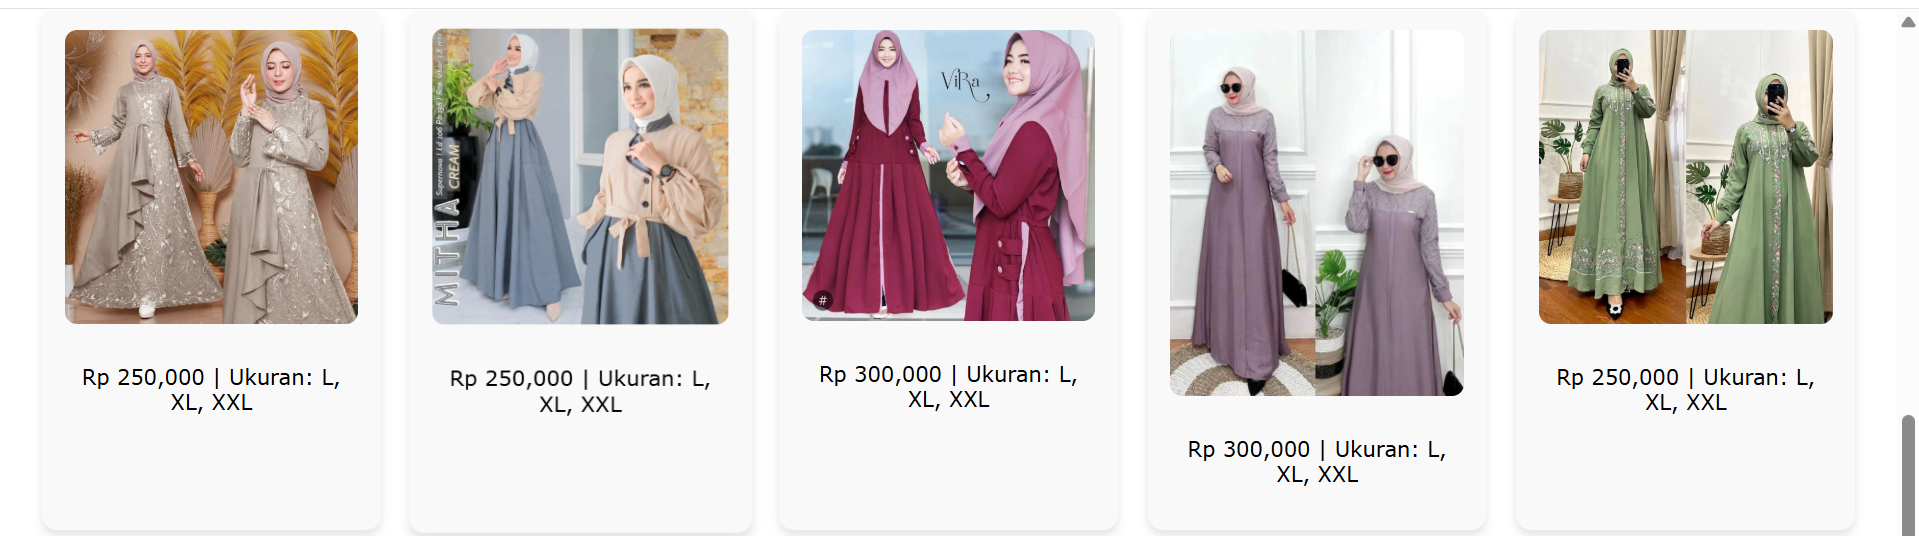 MITHA
CREAM
ViRa
#
Rp 250,000 | Ukuran: L,
XL, XXL
Rp 250,000 | Ukuran: L,
XL, XXL
Rp 300,000 | Ukuran: L,
XL, XXL
Rp 300,000 | Ukuran: L,
XL, XXL
Rp 250,000 | Ukuran: L,
XL, XXL